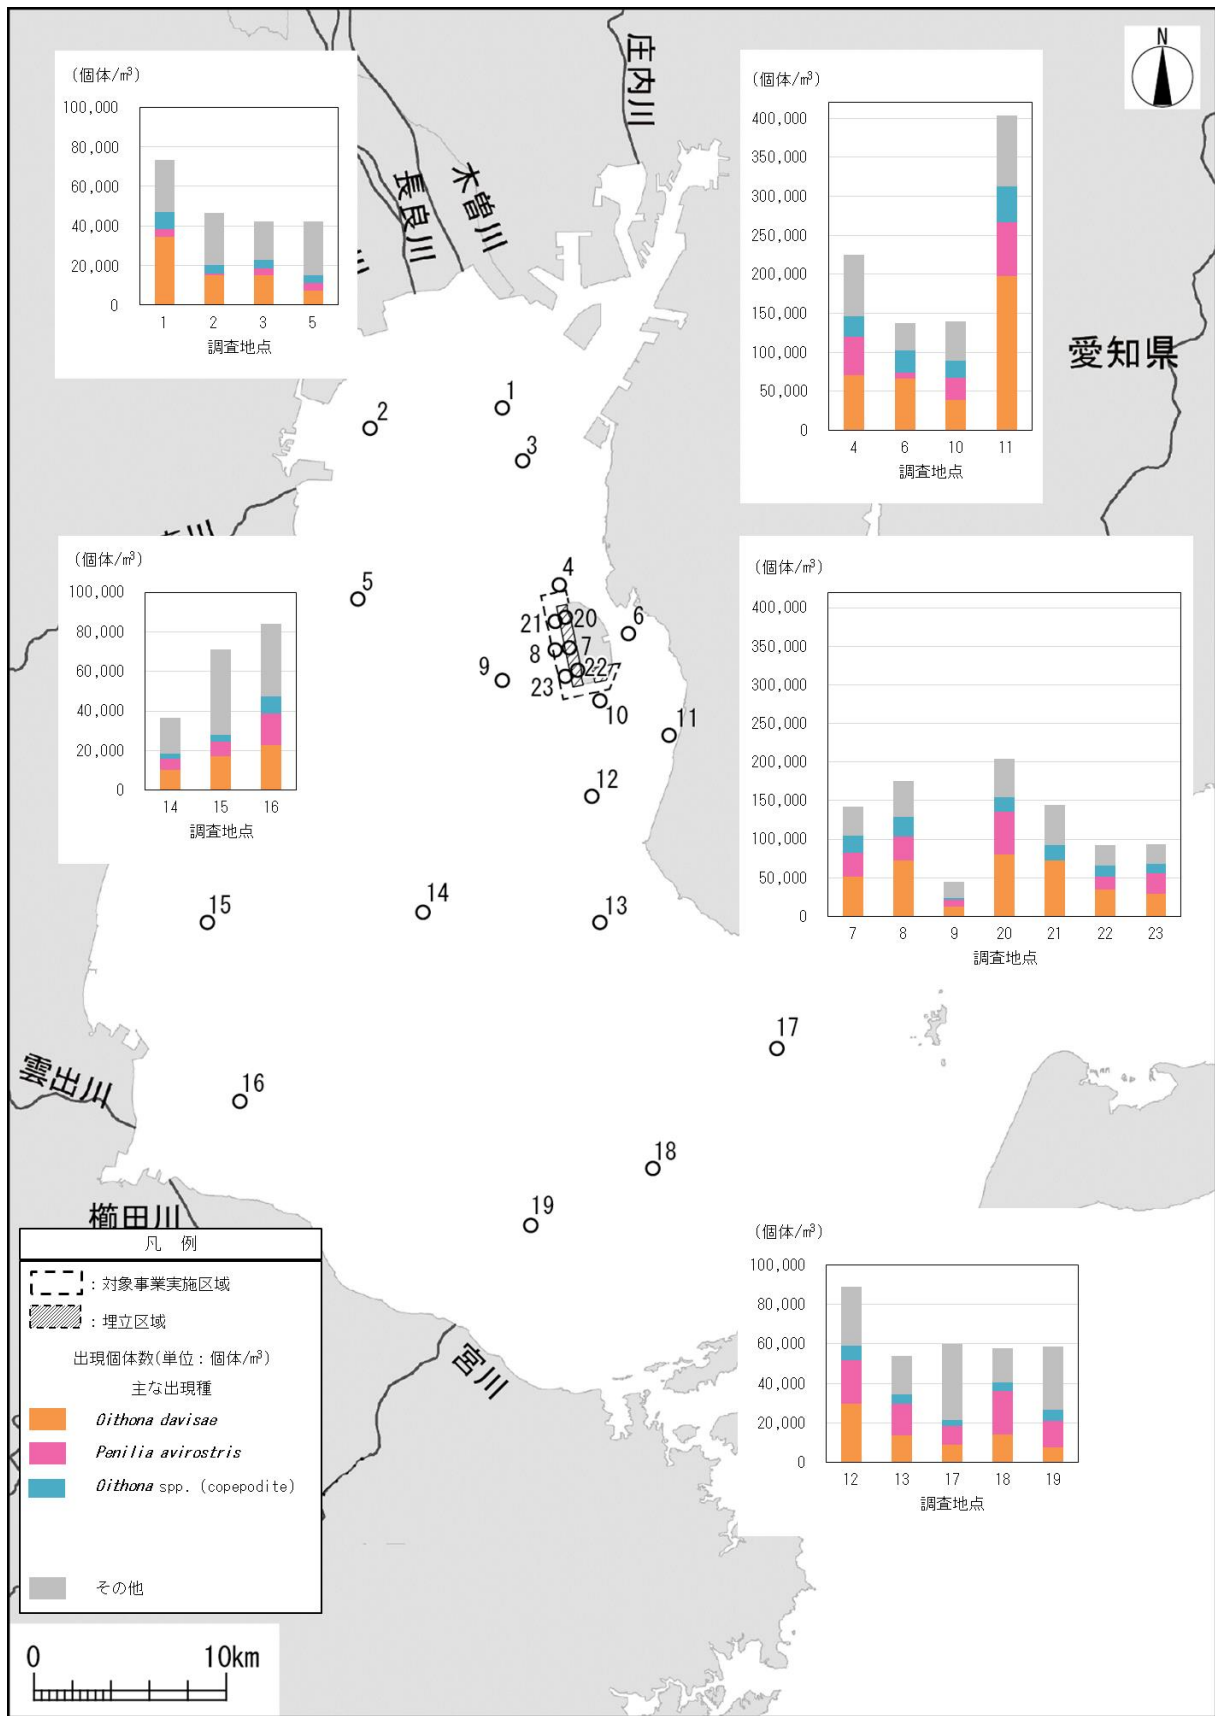 (個体/㎥)
100,000
80,000
60,000
40,000
20,000
0
1 2 3 5
調査地点
庄内川
木曽川
長良川
川
N
(個体/㎥)
400,000
350,000
300,000
250,000
200,000
150,000
100,000
50,000
0
4 6 10 11
調査地点
愛知県
1
2
3
4
5
6
20
21
7
8
22
9
23
10
11
12
13
14
15
16
17
18
19
(個体/㎥)
100,000
80,000
60,000
40,000
20,000
0
14 15 16
調査地点
(個体/㎥)
400,000
350,000
300,000
250,000
200,000
150,000
100,000
50,000
0
7 8 9 20 21 22 23
調査地点
雲出川
櫛田川
宮川
(個体/㎥)
100,000
80,000
60,000
40,000
20,000
0
12 13 17 18 19
調査地点
凡 例
：対象事業実施区域
：埋立区域
出現個体数(単位：個体/㎥)
主な出現種
Oithona davisae
Penilia avirostris
Oithona spp. (copepodite)
その他
0 10km